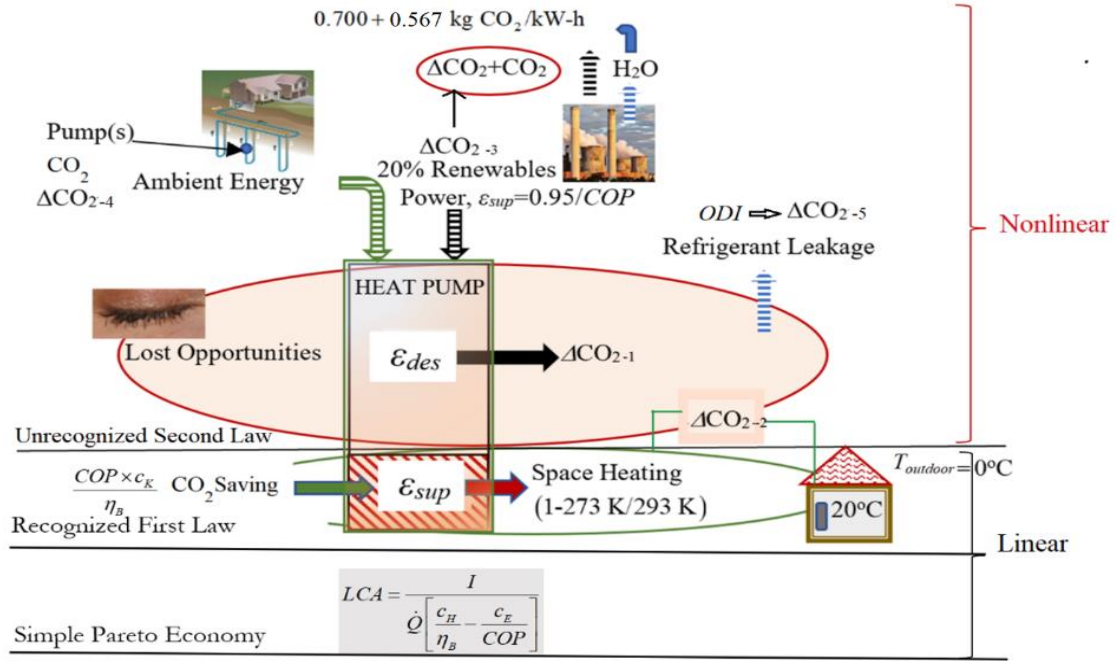 0.700 + 0.567 kg CO₂/kW-h
ΔCO₂+CO₂
H₂O
Pump(s)
CO₂
ΔCO₂-4
Ambient Energy
ΔCO₂-3
20% Renewables
Power, εsup=0.95/COP
ODI ⇒ ΔCO₂-5
Refrigerant Leakage
Nonlinear
HEAT PUMP
Lost Opportunities
εdes
ΔCO₂-1
ΔCO₂-2
Unrecognized Second Law
COP × cK / ηB CO₂Saving
εsup
Space Heating
(1-273 K/293 K)
Toutdoor=0°C
20°C
Recognized First Law
Linear
LCA = I / Q̇ [ cH/ηB − cE/COP ]
Simple Pareto Economy